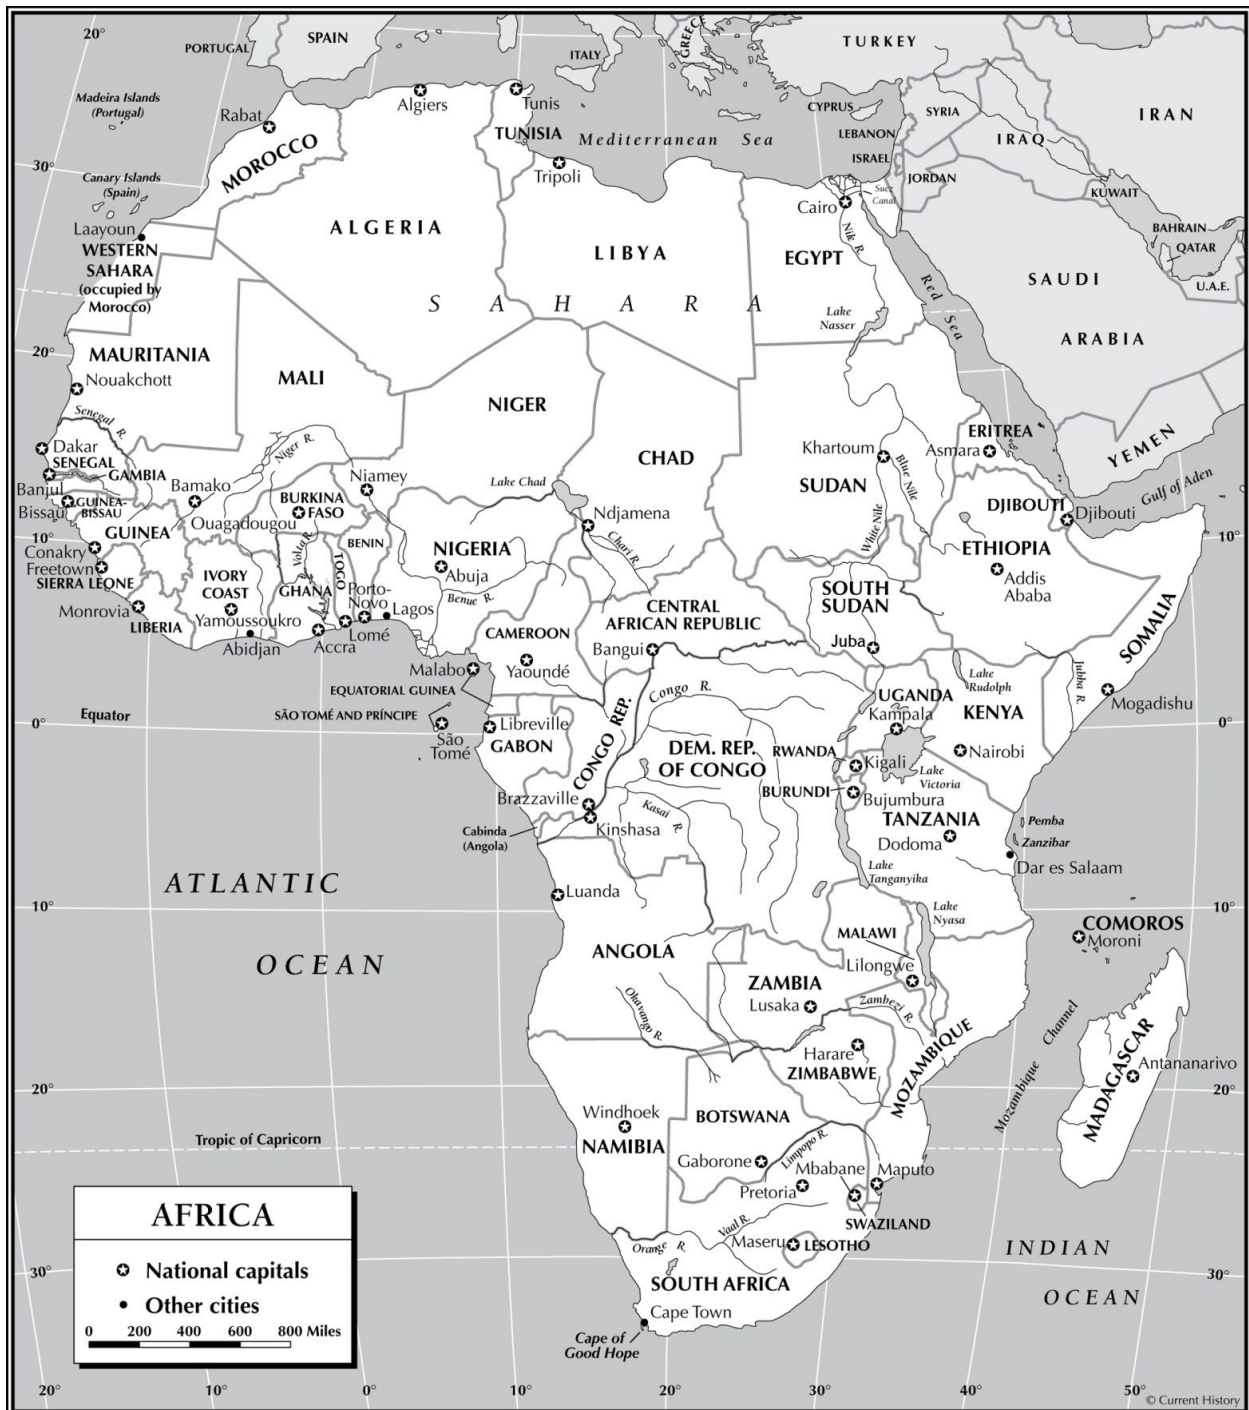 20°
PORTUGAL
SPAIN
ITALY
GREECE
TURKEY
Madeira Islands
(Portugal)
Rabat
Algiers
Tunis
TUNISIA
Mediterranean Sea
CYPRUS
SYRIA
LEBANON
ISRAEL
IRAQ
IRAN
JORDAN
KUWAIT
MOROCCO
Tripoli
30°
Canary Islands
(Spain)
Cairo
Suez
Canal
Laayoun
WESTERN
SAHARA
(occupied by
Morocco)
ALGERIA
LIBYA
EGYPT
Nik R.
BAHRAIN
QATAR
U.A.E.
SAUDI
ARABIA
Red Sea
SAHARA
Lake
Nasser
20°
MAURITANIA
Nouakchott
MALI
NIGER
CHAD
SUDAN
Khartoum
ERITREA
Asmara
YEMEN
Gulf of Aden
Senegal R.
Dakar
SENEGAL
GAMBIA
Banjul
Bissau
GUINEA-
BISSAU
Bamako
Niger R.
Niamey
Lake Chad
Ndjamena
Chari R.
Blue Nile
White Nile
DJIBOUTI
Djibouti
BURKINA
FASO
Ouagadougou
10°
GUINEA
Conakry
Freetown
SIERRA LEONE
Monrovia
LIBERIA
IVORY
COAST
Yamoussoukro
Abidjan
Volta R.
GHANA
Accra
TOGO
Lomé
BENIN
Porto-
Novo
Lagos
NIGERIA
Abuja
Benue R.
ETHIOPIA
Addis
Ababa
10°
SOUTH
SUDAN
Juba
CENTRAL
AFRICAN REPUBLIC
Bangui
CAMEROON
Yaoundé
Malabo
EQUATORIAL GUINEA
SOMALIA
Mogadishu
Jubba R.
Lake
Rudolph
UGANDA
Kampala
KENYA
Nairobi
Equator
0°
SÃO TOMÉ AND PRÍNCIPE
São
Tomé
Libreville
GABON
CONGO REP.
Congo R.
DEM. REP.
OF CONGO
RWANDA
Kigali
Lake
Victoria
0°
BURUNDI
Bujumbura
Brazzaville
Kinshasa
Kasai R.
Cabinda
(Angola)
TANZANIA
Dodoma
Pemba
Zanzibar
Dar es Salaam
Lake
Tanganyika
ATLANTIC
OCEAN
Luanda
10°
Lake
Nyasa
10°
COMOROS
Moroni
ANGOLA
MALAWI
Lilongwe
ZAMBIA
Lusaka
Zambezi R.
Okavango R.
Harare
ZIMBABWE
MOZAMBIQUE
Mozambique Channel
MADAGASCAR
Antananarivo
20°
20°
Windhoek
NAMIBIA
BOTSWANA
Gaborone
Limpopo R.
Tropic of Capricorn
Pretoria
Mbabane
Maputo
SWAZILAND
Vaal R.
Orange R.
Maseru
LESOTHO
SOUTH AFRICA
Cape Town
Cape of
Good Hope
INDIAN
OCEAN
30°
30°
AFRICA
National capitals
Other cities
0 200 400 600 800 Miles
20° 10° 0° 10° 20° 30° 40° 50°
© Current History